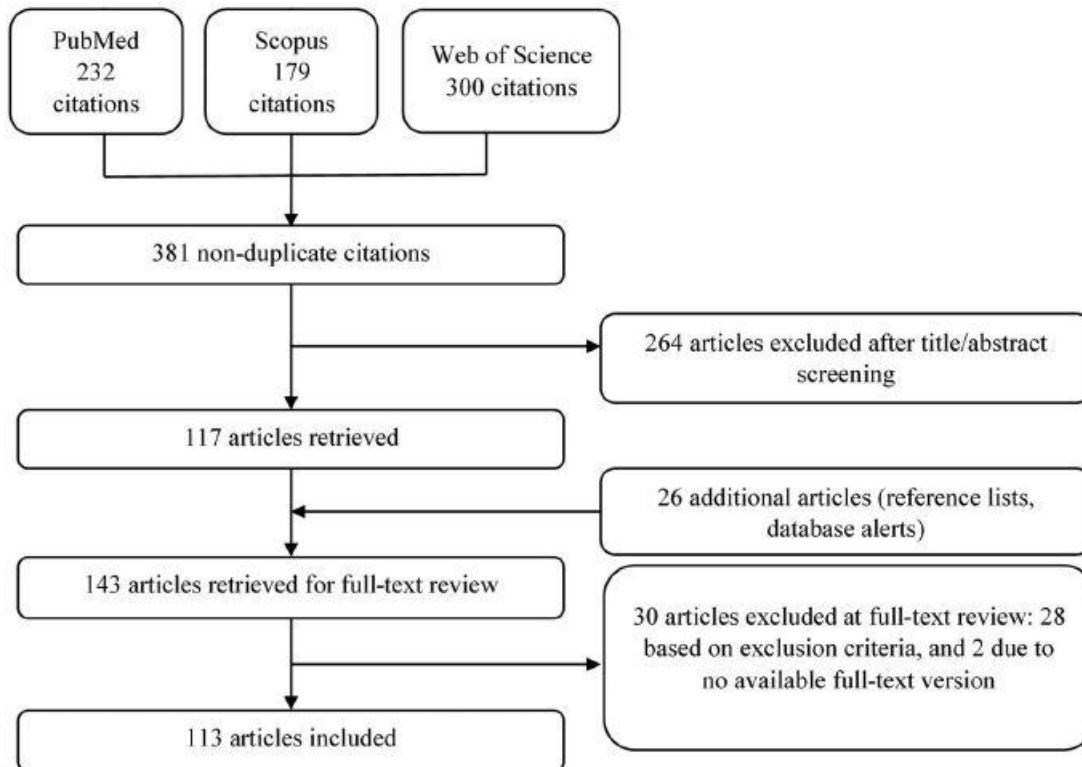 PubMed
232
citations
Scopus
179
citations
Web of Science
300 citations
381 non-duplicate citations
264 articles excluded after title/abstract
screening
117 articles retrieved
26 additional articles (reference lists,
database alerts)
143 articles retrieved for full-text review
30 articles excluded at full-text review: 28
based on exclusion criteria, and 2 due to
no available full-text version
113 articles included